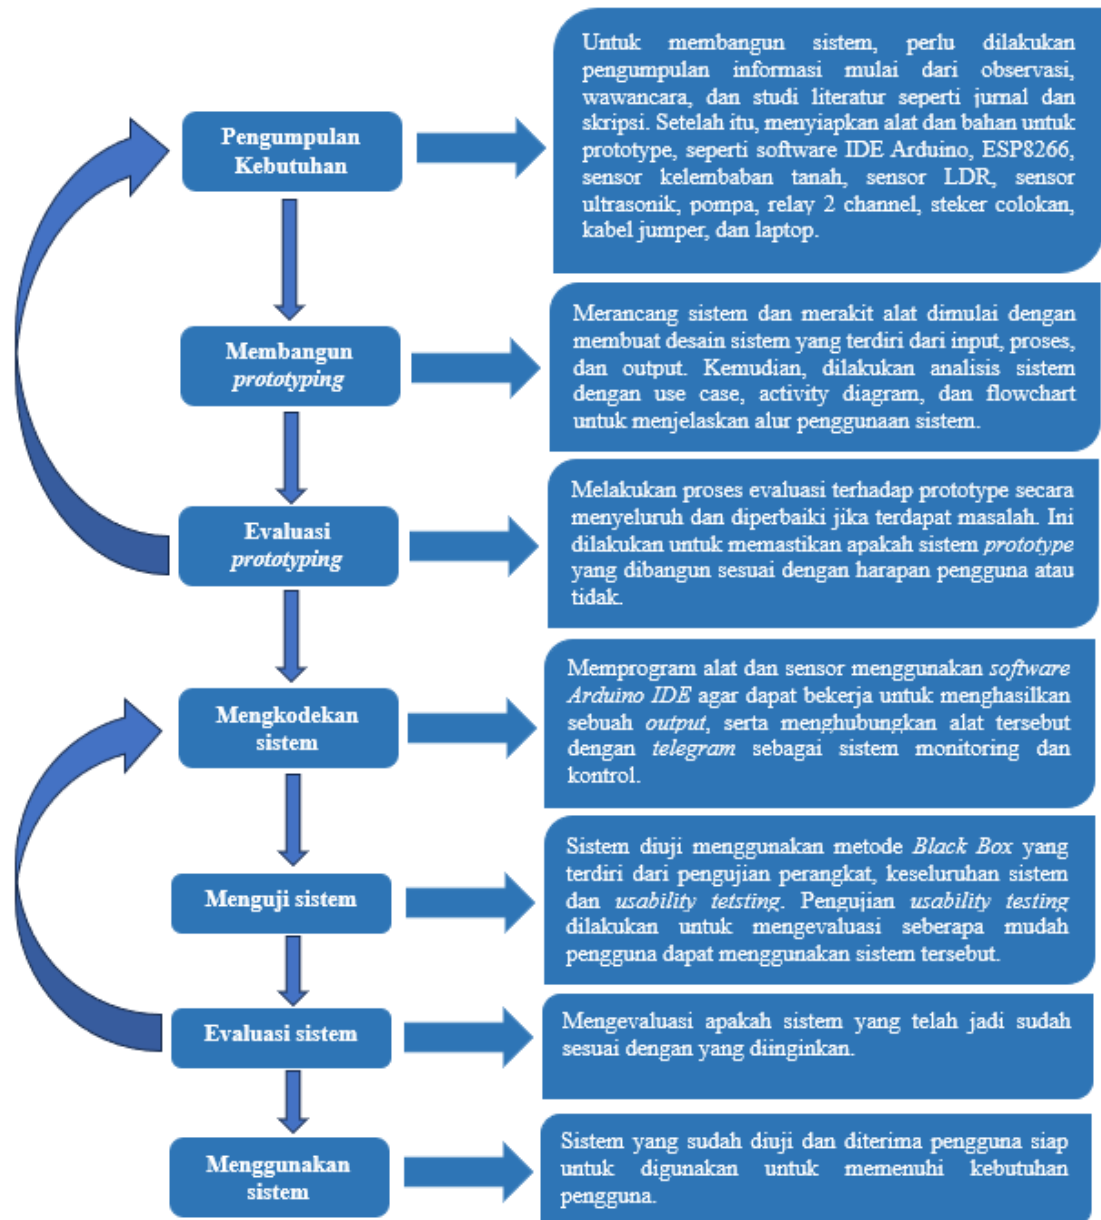 Pengumpulan
Kebutuhan
Untuk membangun sistem, perlu dilakukan
pengumpulan informasi mulai dari observasi,
wawancara, dan studi literatur seperti jurnal dan
skripsi. Setelah itu, menyiapkan alat dan bahan untuk
prototype, seperti software IDE Arduino, ESP8266,
sensor kelembaban tanah, sensor LDR, sensor
ultrasonik, pompa, relay 2 channel, steker colokan,
kabel jumper, dan laptop.
Membangun
prototyping
Merancang sistem dan merakit alat dimulai dengan
membuat desain sistem yang terdiri dari input, proses,
dan output. Kemudian, dilakukan analisis sistem
dengan use case, activity diagram, dan flowchart
untuk menjelaskan alur penggunaan sistem.
Evaluasi
prototyping
Melakukan proses evaluasi terhadap prototype secara
menyeluruh dan diperbaiki jika terdapat masalah. Ini
dilakukan untuk memastikan apakah sistem prototype
yang dibangun sesuai dengan harapan pengguna atau
tidak.
Mengkodekan
sistem
Memprogram alat dan sensor menggunakan software
Arduino IDE agar dapat bekerja untuk menghasilkan
sebuah output, serta menghubungkan alat tersebut
dengan telegram sebagai sistem monitoring dan
kontrol.
Menguji sistem
Sistem diuji menggunakan metode Black Box yang
terdiri dari pengujian perangkat, keseluruhan sistem
dan usability tetsting. Pengujian usability testing
dilakukan untuk mengevaluasi seberapa mudah
pengguna dapat menggunakan sistem tersebut.
Evaluasi sistem
Mengevaluasi apakah sistem yang telah jadi sudah
sesuai dengan yang diinginkan.
Menggunakan
sistem
Sistem yang sudah diuji dan diterima pengguna siap
untuk digunakan untuk memenuhi kebutuhan
pengguna.